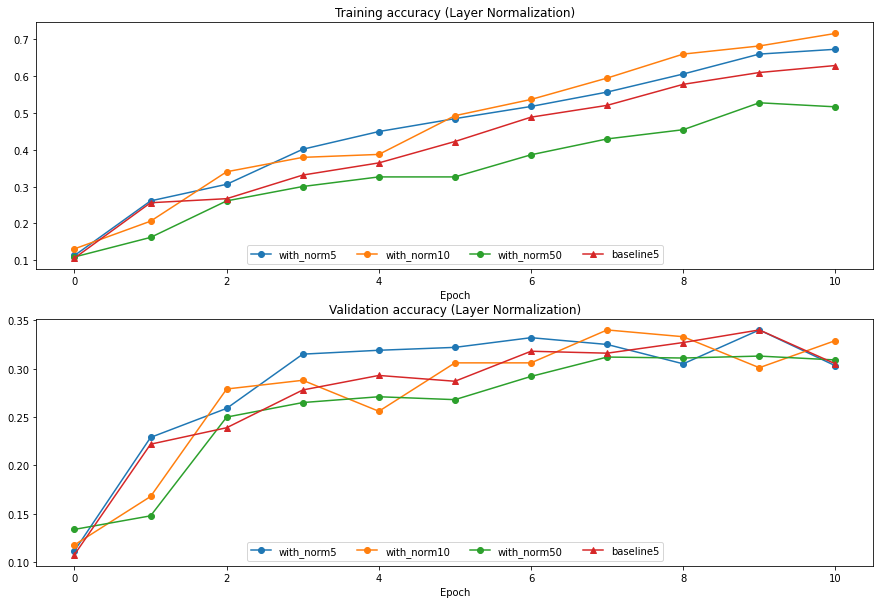 Training accuracy (Layer Normalization)
0.7
0.6
0.5
0.4
0.3
0.2
0.1
with_norm5 with_norm10 with_norm50 baseline5
0 2 4 6 8 10
Epoch
Validation accuracy (Layer Normalization)
0.35
0.30
0.25
0.20
0.15
0.10
with_norm5 with_norm10 with_norm50 baseline5
0 2 4 6 8 10
Epoch